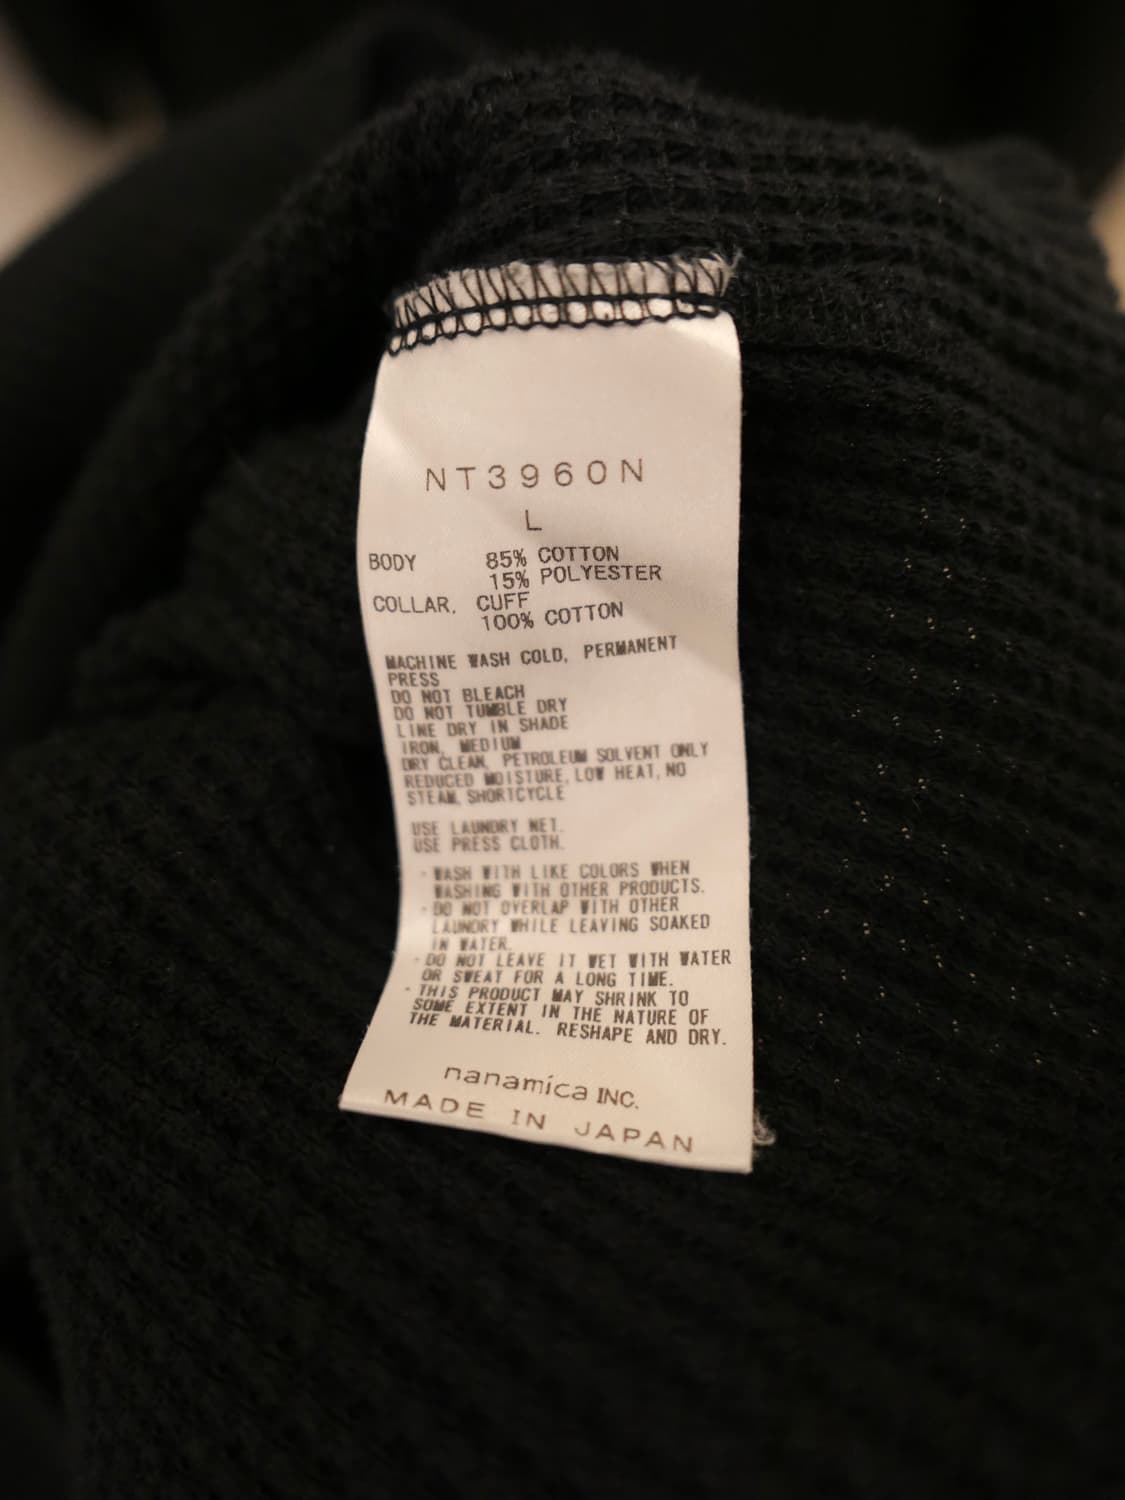 NT3960N
L
BODY 85% COTTON
15% POLYESTER
COLLAR, CUFF
100% COTTON
MACHINE WASH COLD, PERMANENT
PRESS
DO NOT BLEACH
DO NOT TUMBLE DRY
LINE DRY IN SHADE
IRON, MEDIUM
DRY CLEAN, PETROLEUM SOLVENT ONLY
REDUCED MOISTURE, LOW HEAT, NO
STEAM, SHORTCYCLE
USE LAUNDRY NET.
USE PRESS CLOTH.
・WASH WITH LIKE COLORS WHEN
WASHING WITH OTHER PRODUCTS.
・DO NOT OVERLAP WITH OTHER
LAUNDRY WHILE LEAVING SOAKED
IN WATER.
・DO NOT LEAVE IT WET WITH WATER
OR SWEAT FOR A LONG TIME.
・THIS PRODUCT MAY SHRINK TO
SOME EXTENT IN THE NATURE OF
THE MATERIAL. RESHAPE AND DRY.
nanamica INC.
MADE IN JAPAN